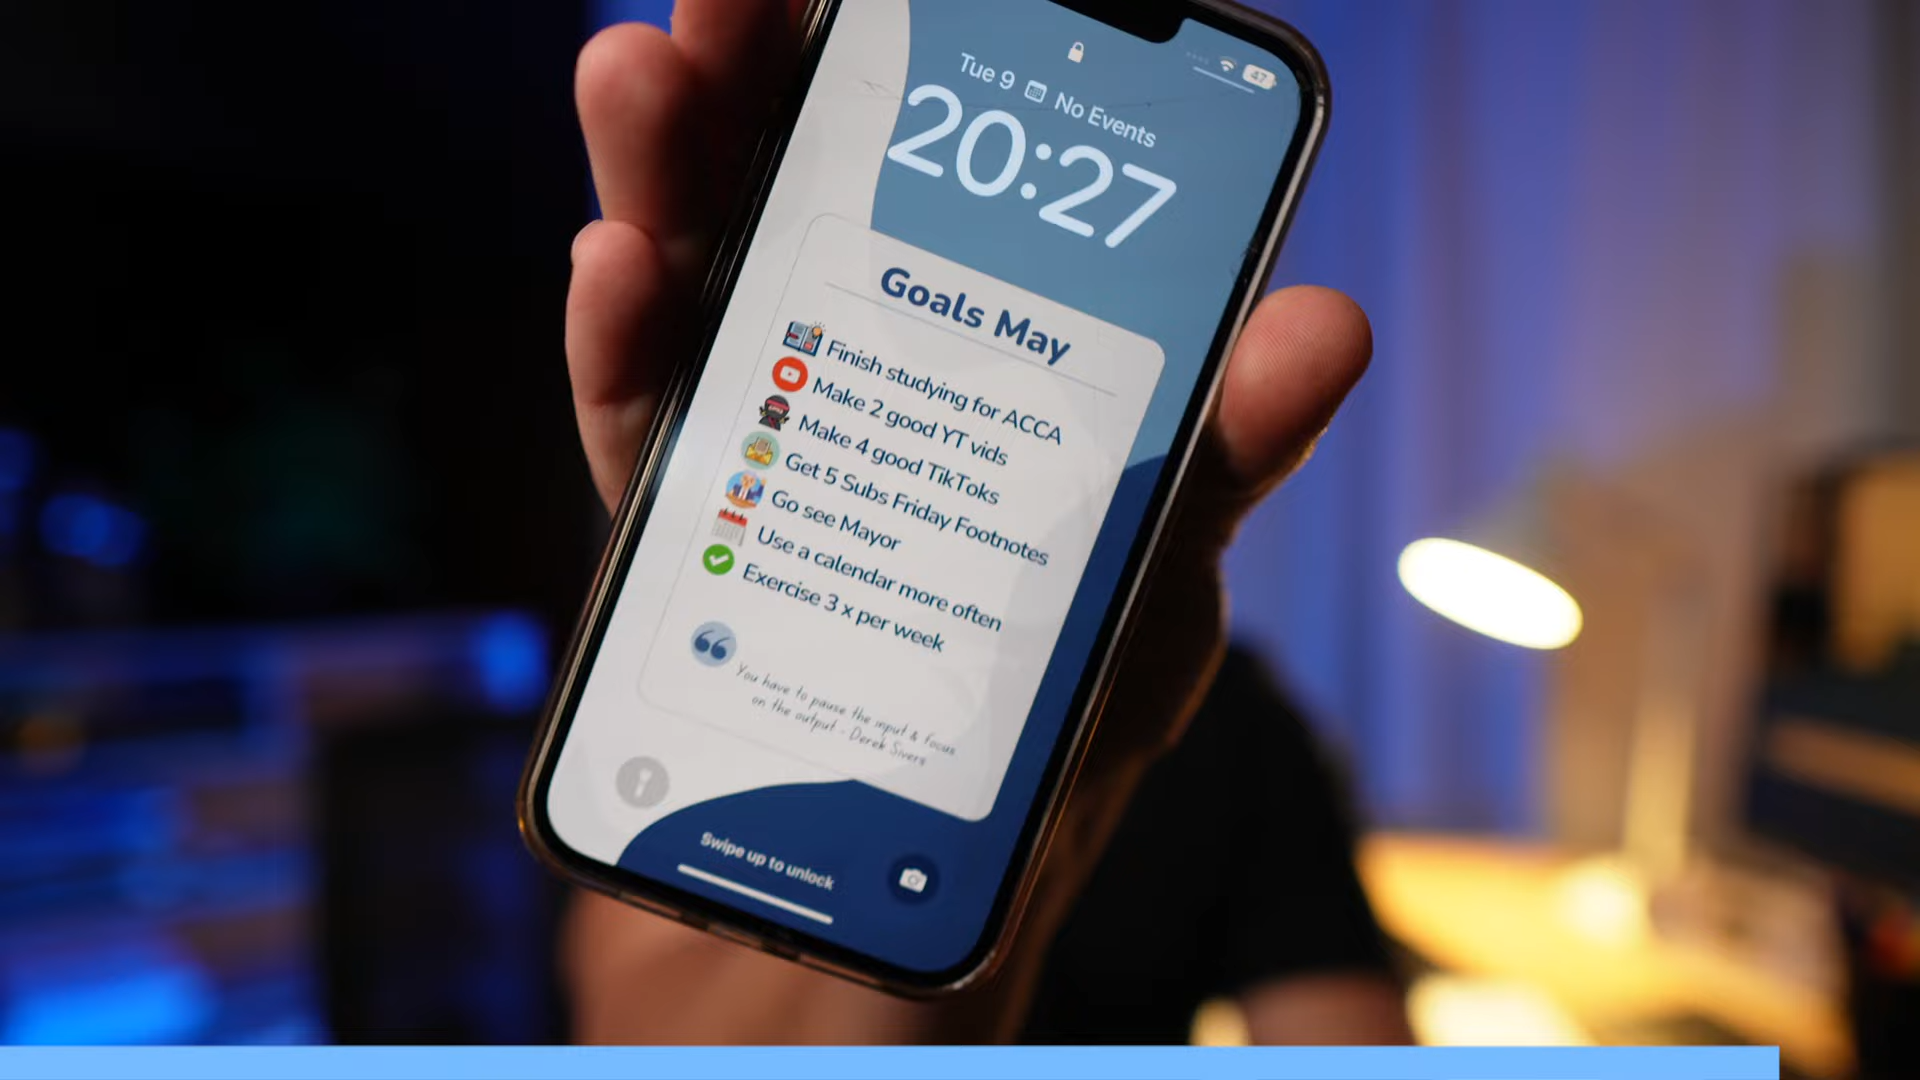 47
Tue 9 No Events
20:27
Goals May
Finish studying for ACCA
Make 2 good YT vids
Make 4 good TikToks
Get 5 Subs Friday Footnotes
Go see Mayor
Use a calendar more often
Exercise 3 x per week
You have to pause the input & focus
on the output - Derek Sivers
Swipe up to unlock